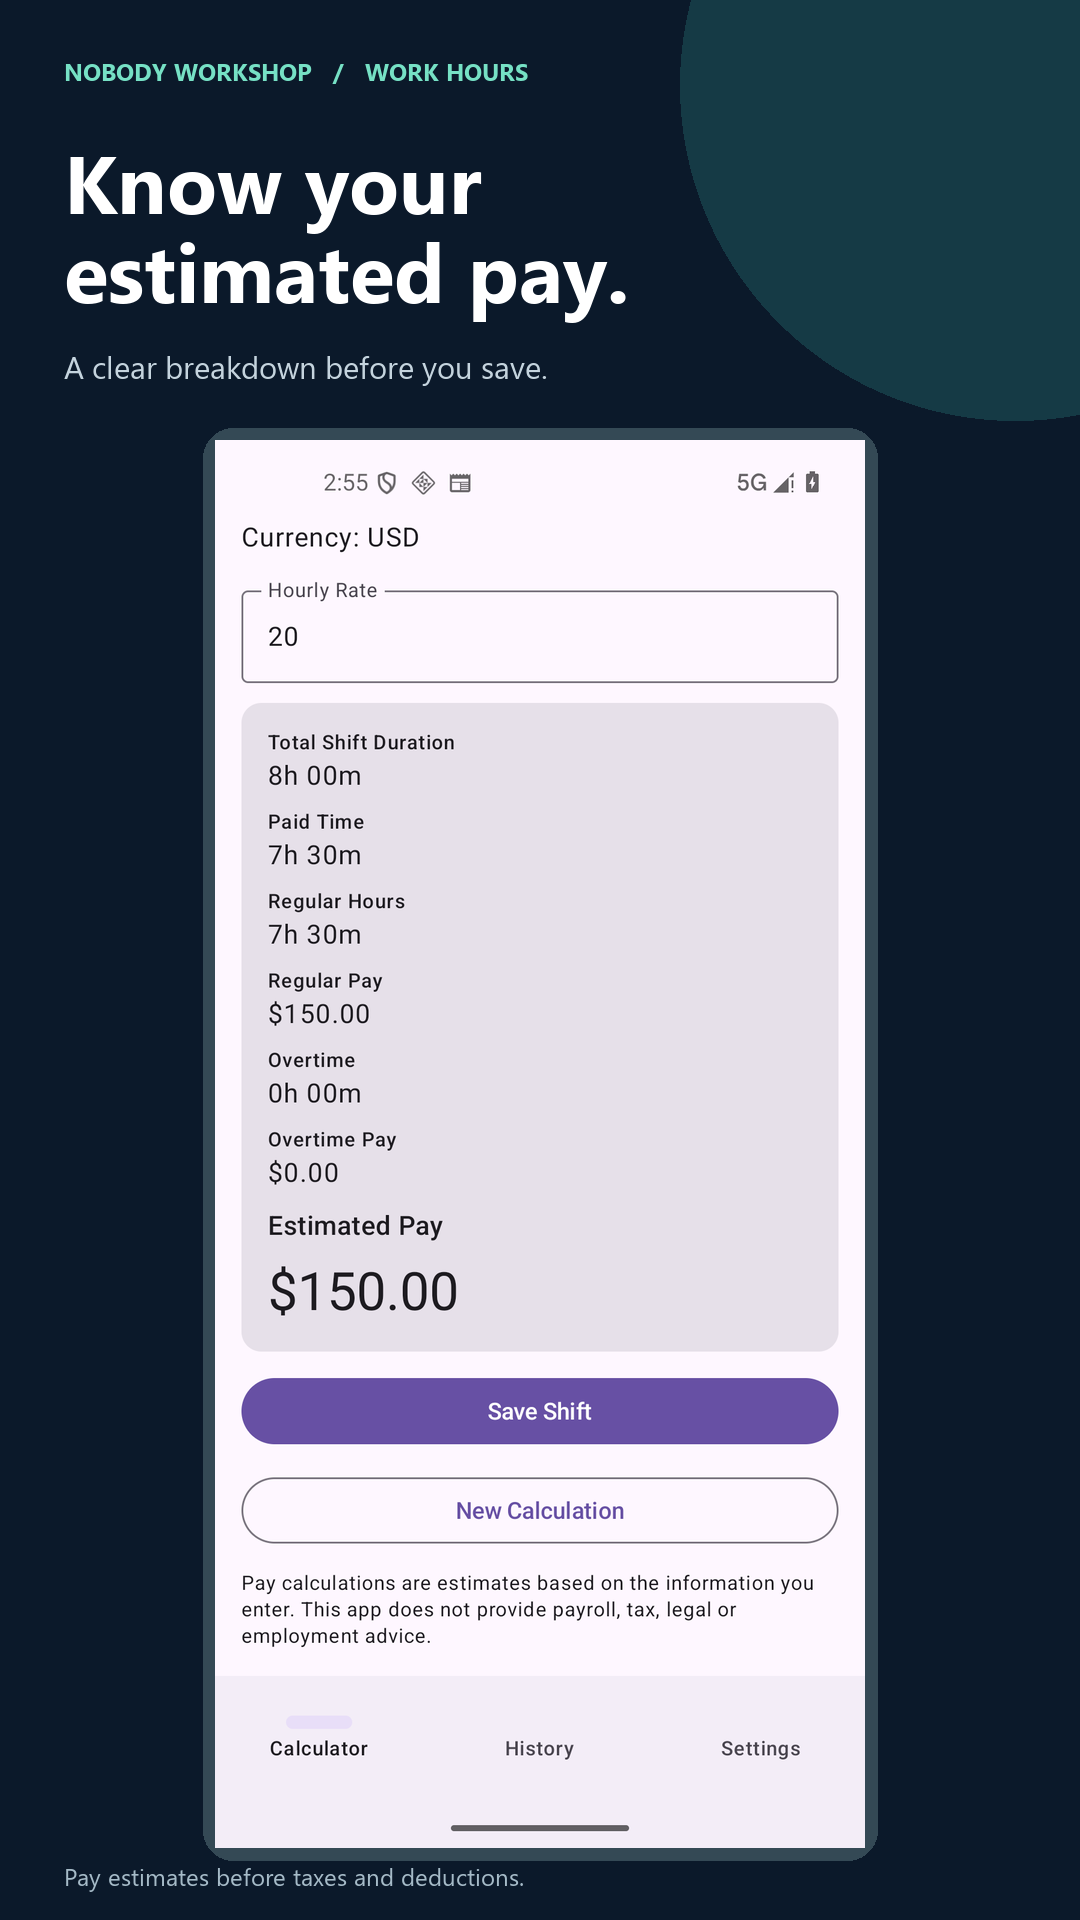 NOBODY WORKSHOP / WORK HOURS
Know your
estimated pay.
A clear breakdown before you save.
2:55
5G
Currency: USD
Hourly Rate
20
Total Shift Duration
8h 00m
Paid Time
7h 30m
Regular Hours
7h 30m
Regular Pay
$150.00
Overtime
0h 00m
Overtime Pay
$0.00
Estimated Pay
$150.00
Save Shift
New Calculation
Pay calculations are estimates based on the information you
enter. This app does not provide payroll, tax, legal or
employment advice.
Calculator
History
Settings
Pay estimates before taxes and deductions.